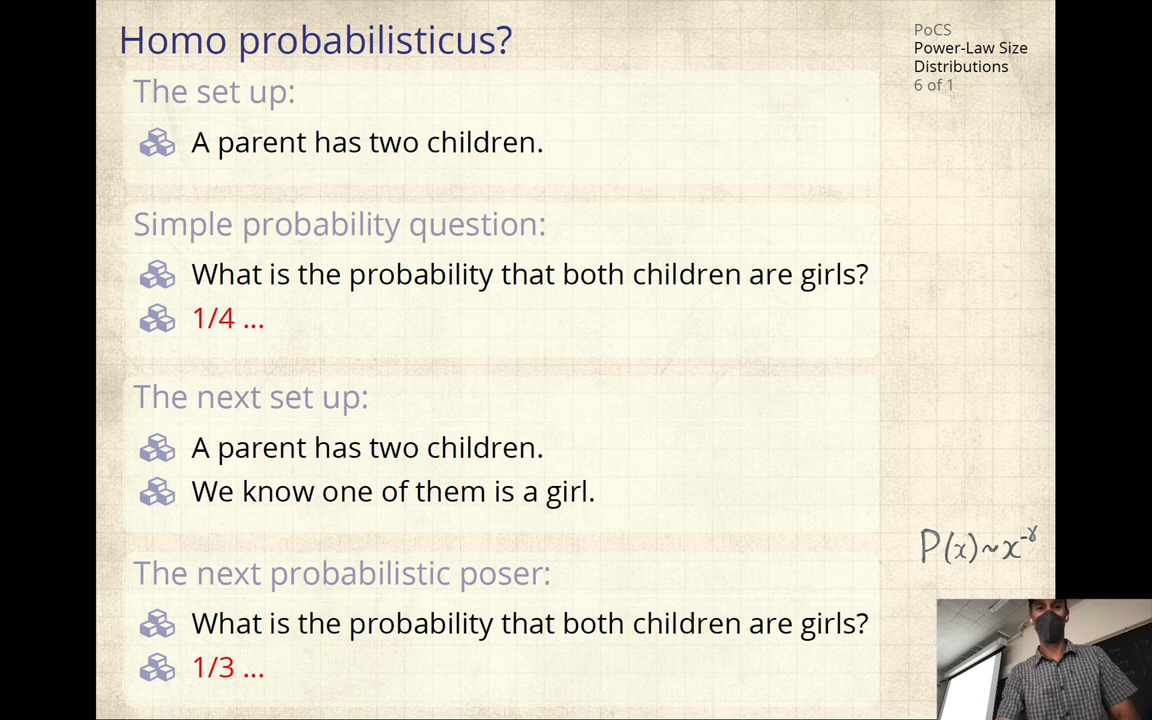 Homo probabilisticus?
The set up:
A parent has two children.
Simple probability question:
What is the probability that both children are girls?
1/4 ...
The next set up:
A parent has two children.
We know one of them is a girl.
The next probabilistic poser:
What is the probability that both children are girls?
1/3 ...
PoCS
Power-Law Size
Distributions
6 of 1
P(x)~x^-γ